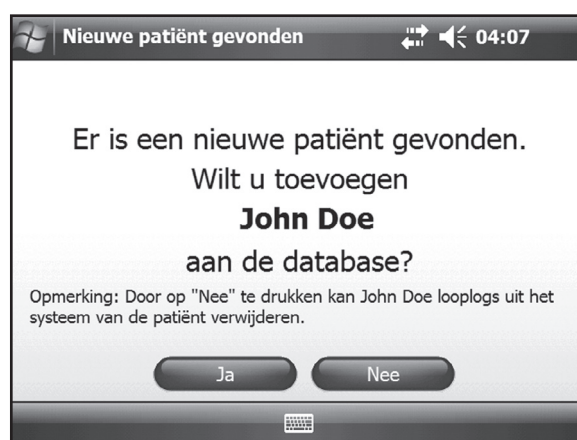 Nieuwe patiënt gevonden
04:07
Er is een nieuwe patiënt gevonden.
Wilt u toevoegen
John Doe
aan de database?
Opmerking: Door op "Nee" te drukken kan John Doe looplogs uit het
systeem van de patiënt verwijderen.
Ja
Nee